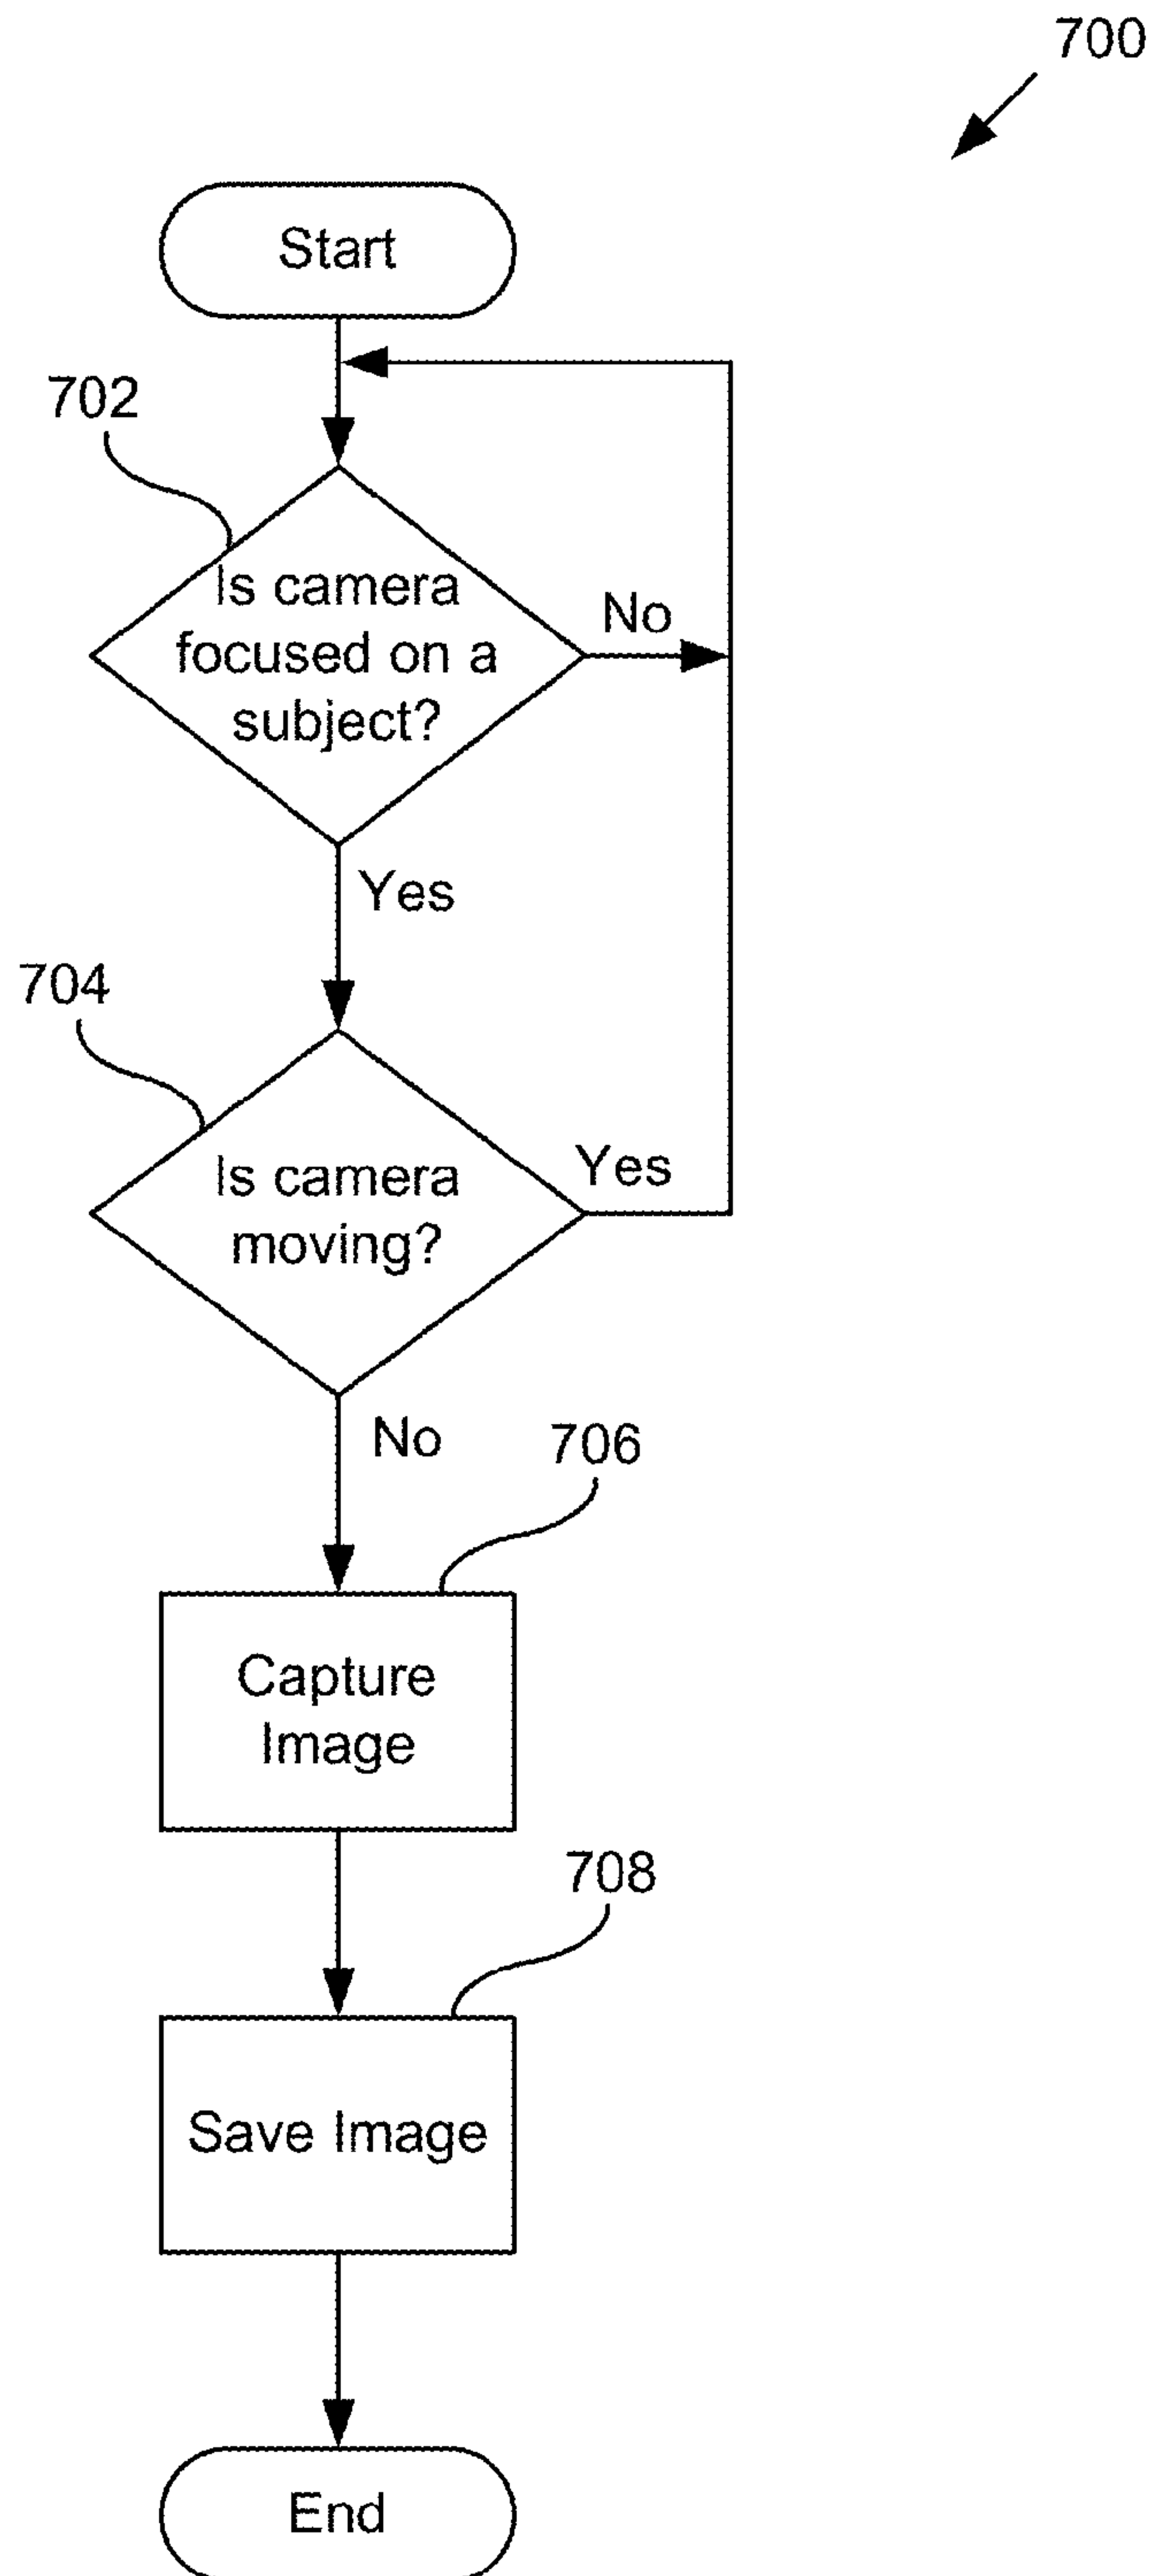 700
Start
702
Is camera
focused on a
subject?
No
Yes
704
Is camera
moving?
Yes
No
706
Capture
Image
708
Save Image
End